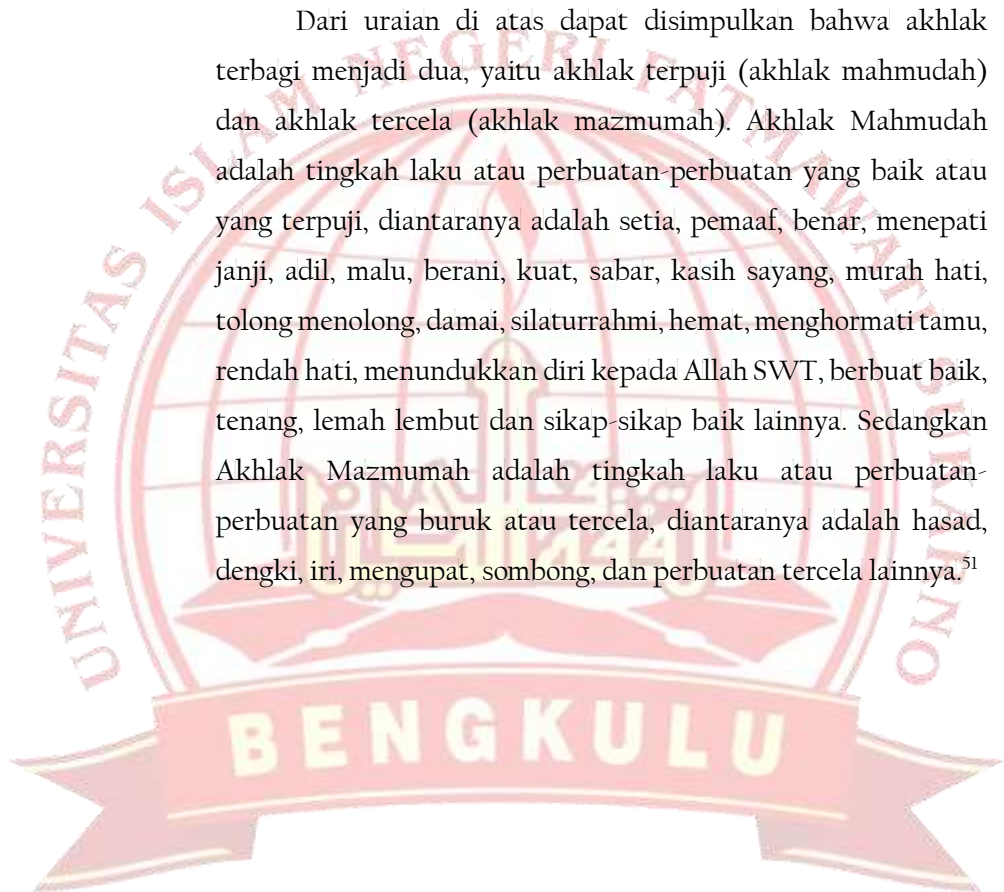 Dari uraian di atas dapat disimpulkan bahwa akhlak
terbagi menjadi dua, yaitu akhlak terpuji (akhlak mahmudah)
dan akhlak tercela (akhlak mazmumah). Akhlak Mahmudah
adalah tingkah laku atau perbuatan-perbuatan yang baik atau
yang terpuji, diantaranya adalah setia, pemaaf, benar, menepati
janji, adil, malu, berani, kuat, sabar, kasih sayang, murah hati,
tolong menolong, damai, silaturrahmi, hemat, menghormati tamu,
rendah hati, menundukkan diri kepada Allah SWT, berbuat baik,
tenang, lemah lembut dan sikap-sikap baik lainnya. Sedangkan
Akhlak Mazmumah adalah tingkah laku atau perbuatan-
perbuatan yang buruk atau tercela, diantaranya adalah hasad,
dengki, iri, mengupat, sombong, dan perbuatan tercela lainnya.51
UNIVERSITAS ISLAM NEGERI FATMAWATI SUKARNO
BENGKULU